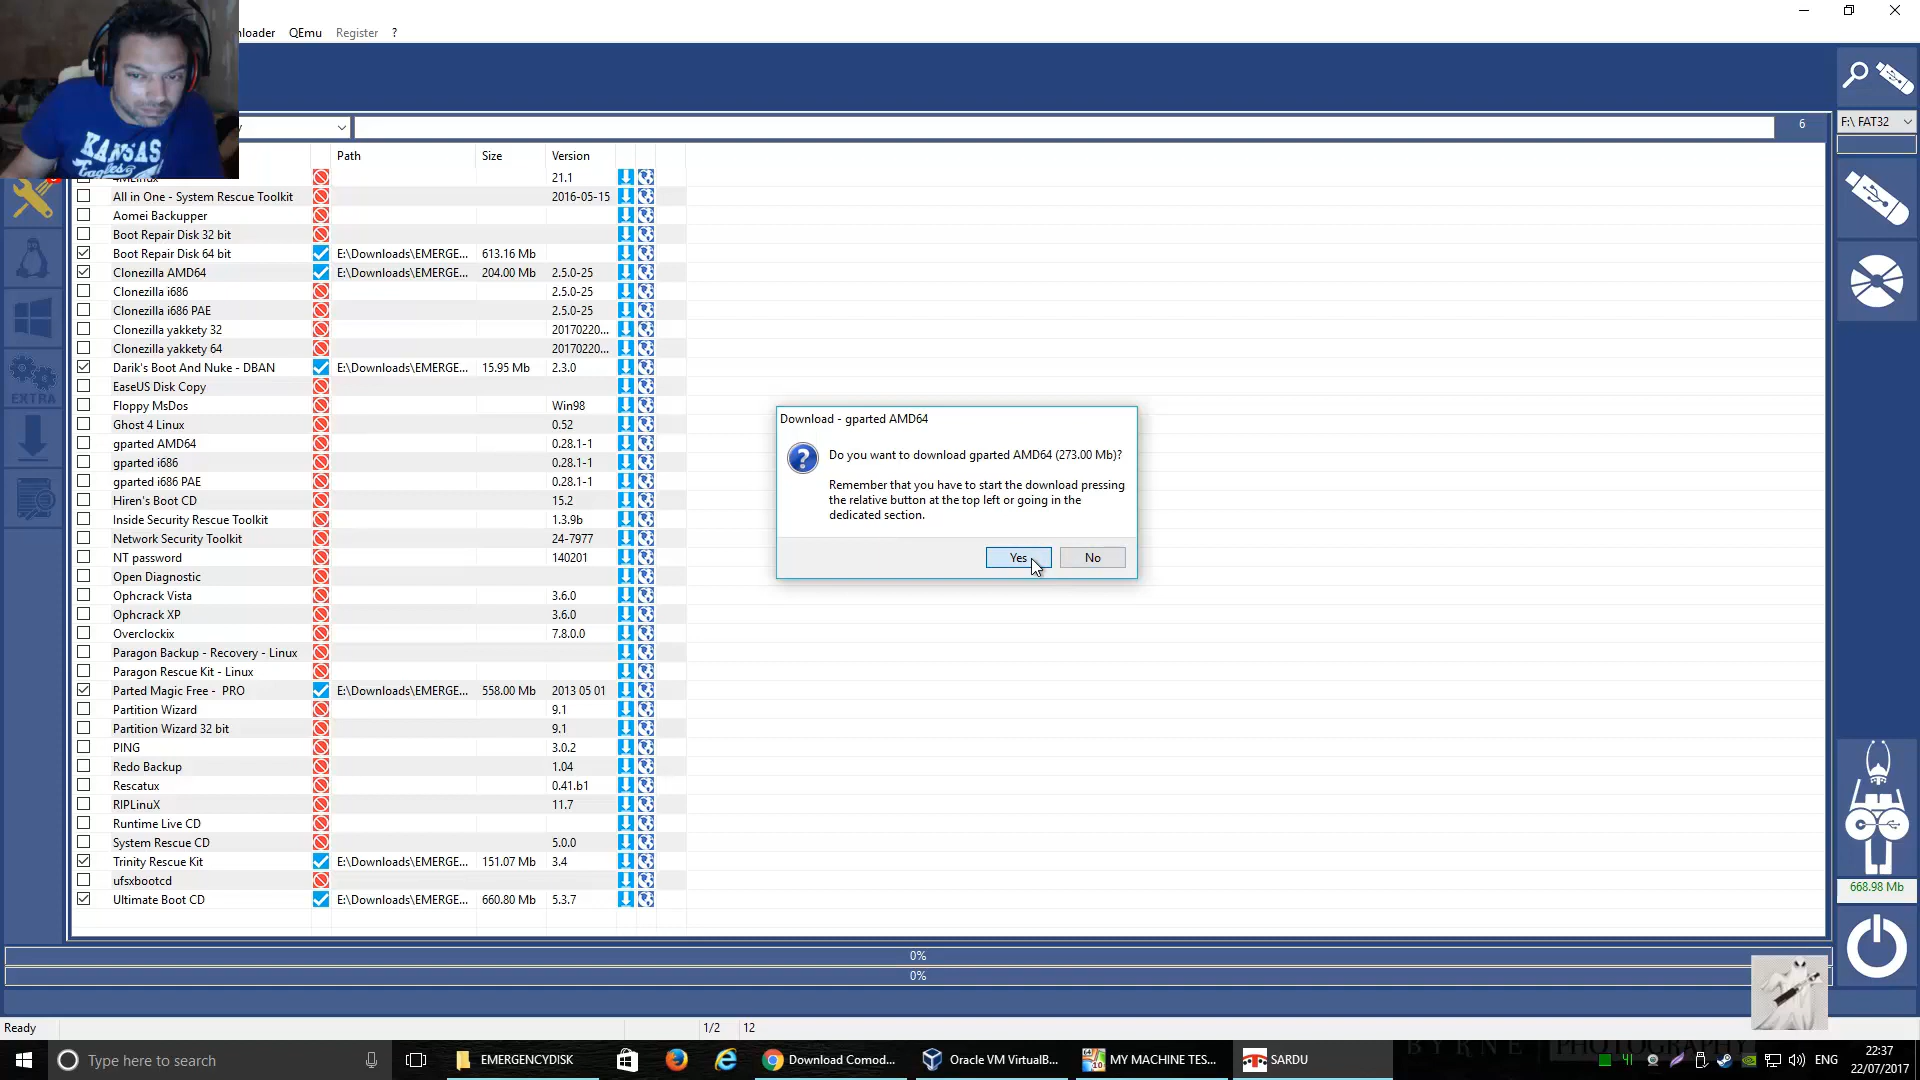 nloader QEmu Register ?
KANSAS
Eagles
y
6
F:\ FAT32
Path Size Version
21.1
All in One - System Rescue Toolkit 2016-05-15
Aomei Backupper
Boot Repair Disk 32 bit
Boot Repair Disk 64 bit E:\Downloads\EMERGE... 613.16 Mb
Clonezilla AMD64 E:\Downloads\EMERGE... 204.00 Mb 2.5.0-25
Clonezilla i686 2.5.0-25
Clonezilla i686 PAE 2.5.0-25
Clonezilla yakkety 32 20170220...
Clonezilla yakkety 64 20170220...
Darik's Boot And Nuke - DBAN E:\Downloads\EMERGE... 15.95 Mb 2.3.0
EaseUS Disk Copy
EXTRA
Floppy MsDos Win98
Ghost 4 Linux 0.52
gparted AMD64 0.28.1-1
gparted i686 0.28.1-1
gparted i686 PAE 0.28.1-1
Hiren's Boot CD 15.2
Inside Security Rescue Toolkit 1.3.9b
Network Security Toolkit 24-7977
NT password 140201
Open Diagnostic
Ophcrack Vista 3.6.0
Ophcrack XP 3.6.0
Overclockix 7.8.0.0
Paragon Backup - Recovery - Linux
Paragon Rescue Kit - Linux
Parted Magic Free - PRO E:\Downloads\EMERGE... 558.00 Mb 2013 05 01
Partition Wizard 9.1
Partition Wizard 32 bit 9.1
PING 3.0.2
Redo Backup 1.04
Rescatux 0.41.b1
RIPLinuX 11.7
Runtime Live CD
System Rescue CD 5.0.0
Trinity Rescue Kit E:\Downloads\EMERGE... 151.07 Mb 3.4
ufsxbootcd
Ultimate Boot CD E:\Downloads\EMERGE... 660.80 Mb 5.3.7
Download - gparted AMD64
Do you want to download gparted AMD64 (273.00 Mb)?
Remember that you have to start the download pressing
the relative button at the top left or going in the
dedicated section.
Yes No
668.98 Mb
0%
0%
Ready 1/2 12
Type here to search
EMERGENCYDISK
Download Comod...
Oracle VM VirtualB...
MY MACHINE TES...
SARDU
BYRNE PHOTOGRAPHY
ENG
22:37
22/07/2017